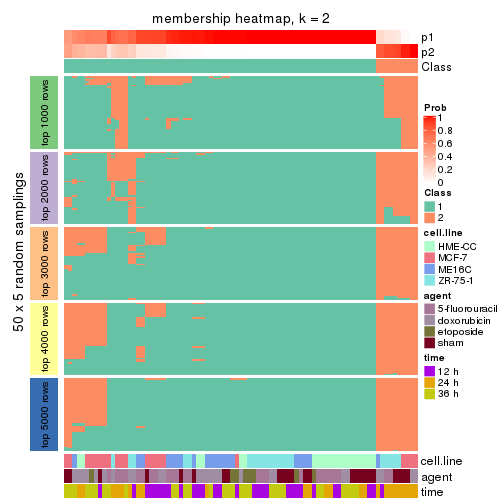 membership heatmap, k = 2
p1
p2
Class
50 x 5 random samplings
top 1000 rows
top 2000 rows
top 3000 rows
top 4000 rows
top 5000 rows
cell.line
agent
time
Prob
1
0.8
0.6
0.4
0.2
0
Class
1
2
cell.line
HME-CC
MCF-7
ME16C
ZR-75-1
agent
5-fluorouracil
doxorubicin
etoposide
sham
time
12 h
24 h
36 h